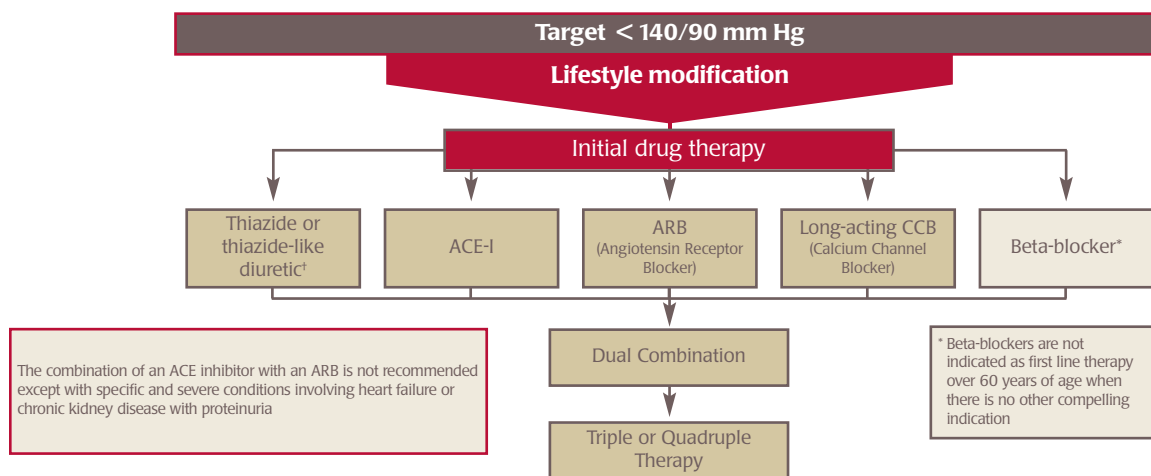 Target < 140/90 mm Hg
Lifestyle modification
Initial drug therapy
Thiazide or
thiazide-like
diuretic†
ACE-I
ARB
(Angiotensin Receptor
Blocker)
Long-acting CCB
(Calcium Channel
Blocker)
Beta-blocker*
The combination of an ACE inhibitor with an ARB is not recommended
except with specific and severe conditions involving heart failure or
chronic kidney disease with proteinuria
Dual Combination
* Beta-blockers are not
indicated as first line therapy
over 60 years of age when
there is no other compelling
indication
Triple or Quadruple
Therapy